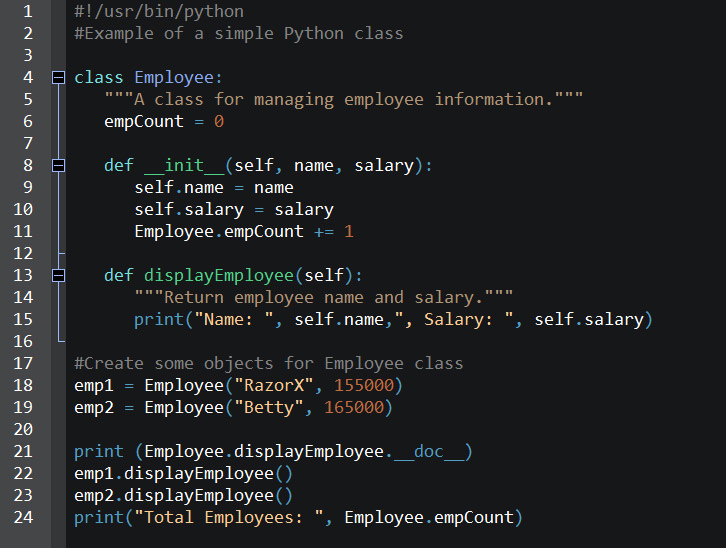 1 #!/usr/bin/python
2 #Example of a simple Python class
3
4 class Employee:
5    """A class for managing employee information."""
6    empCount = 0
7
8    def __init__(self, name, salary):
9       self.name = name
10       self.salary = salary
11       Employee.empCount += 1
12
13    def displayEmployee(self):
14       """Return employee name and salary."""
15       print("Name: ", self.name,", Salary: ", self.salary)
16
17 #Create some objects for Employee class
18 emp1 = Employee("RazorX", 155000)
19 emp2 = Employee("Betty", 165000)
20
21 print (Employee.displayEmployee.__doc__)
22 emp1.displayEmployee()
23 emp2.displayEmployee()
24 print("Total Employees: ", Employee.empCount)